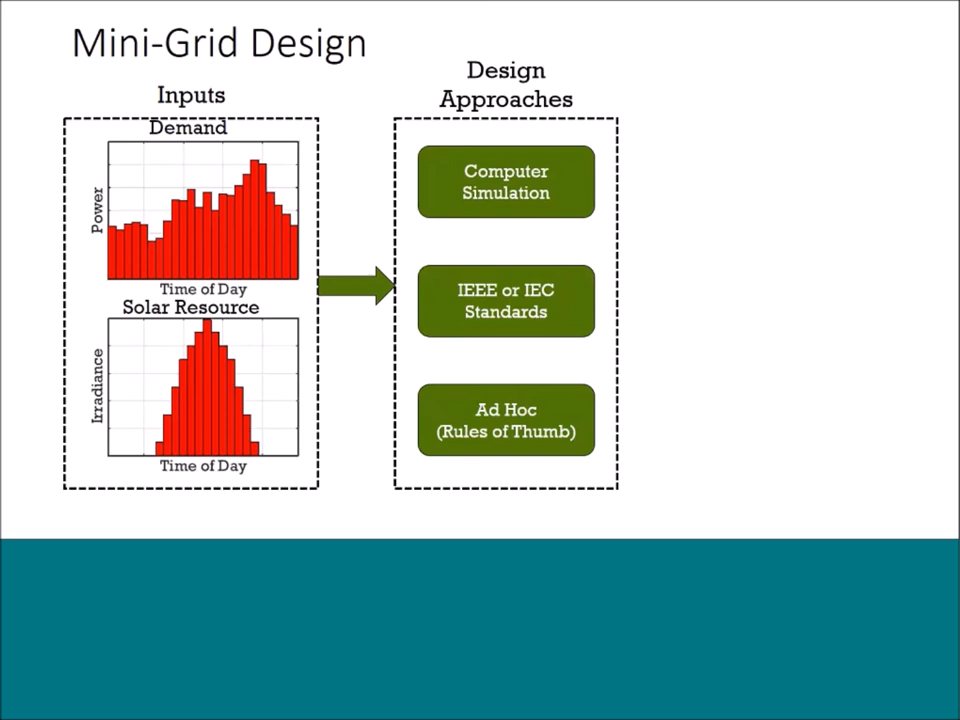 Mini-Grid Design
Inputs
Demand
Power
Time of Day
Solar Resource
Irradiance
Time of Day
Design
Approaches
Computer
Simulation
IEEE or IEC
Standards
Ad Hoc
(Rules of Thumb)